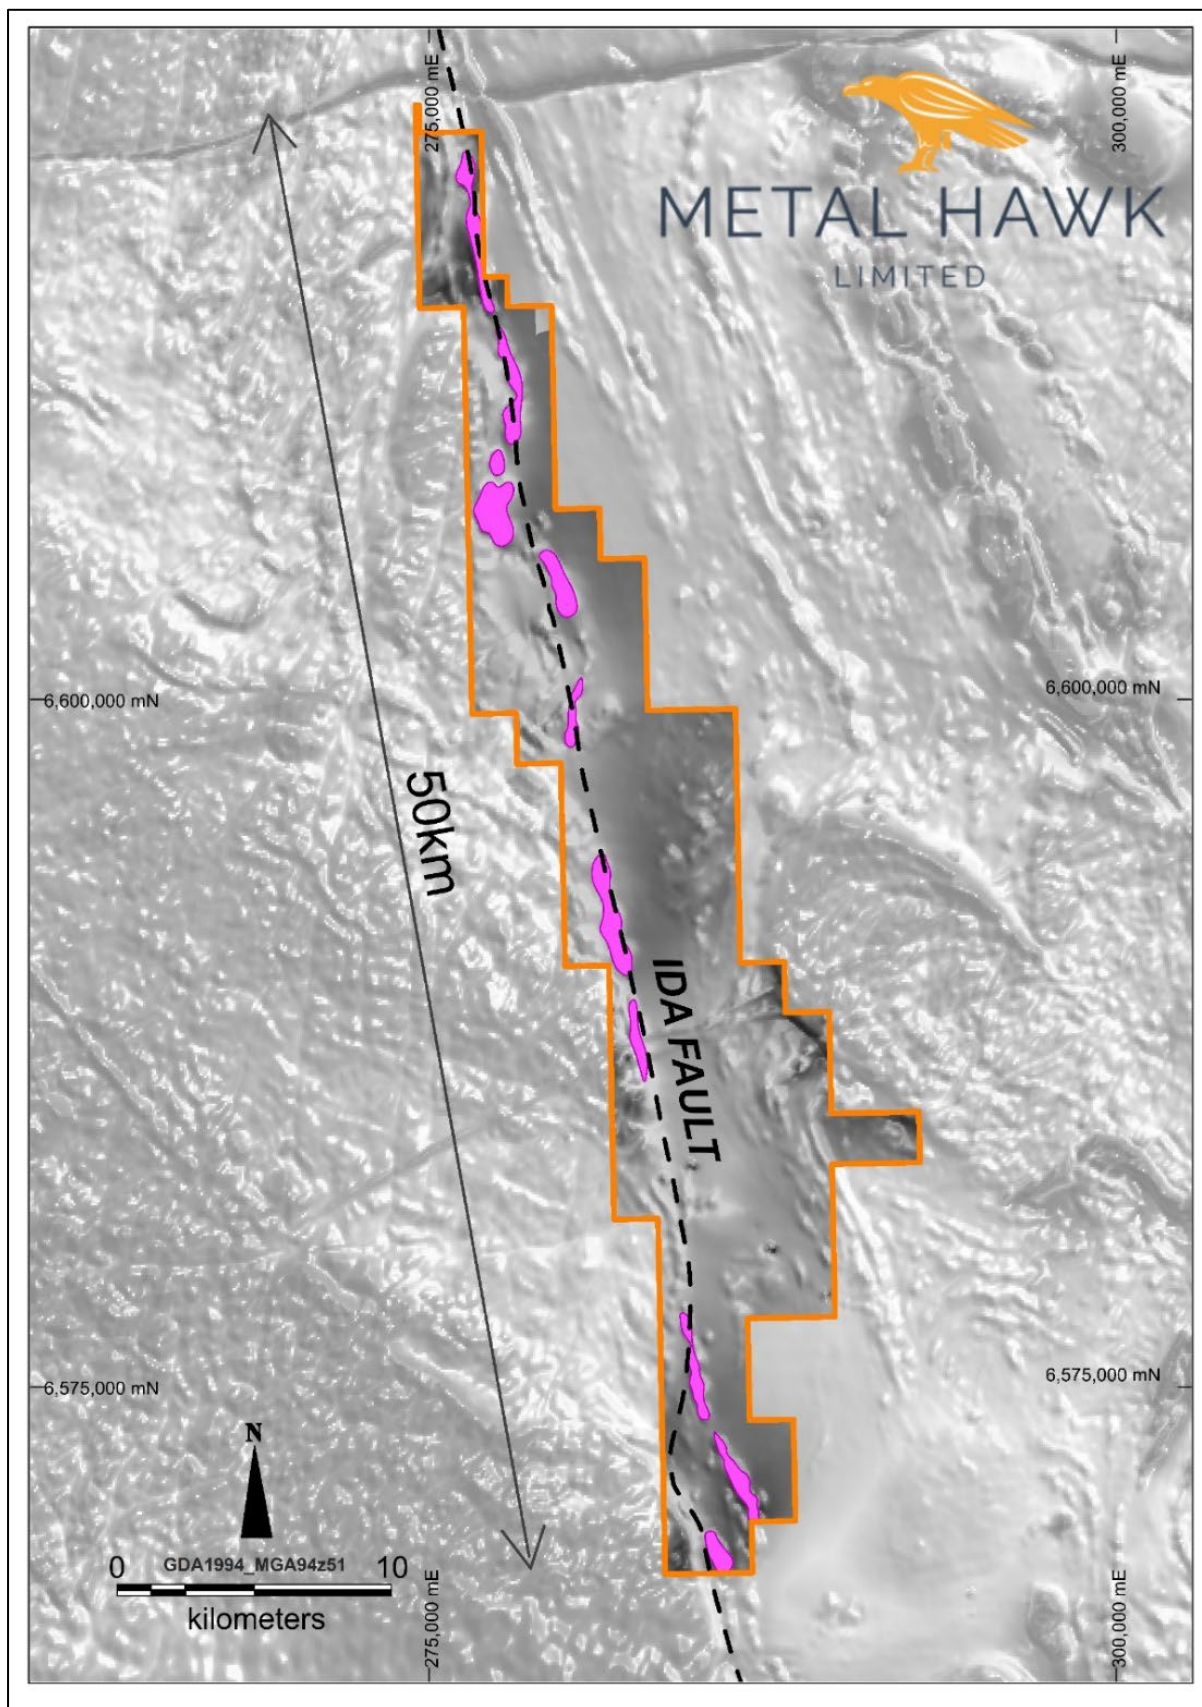 275,000 mE
300,000 mE
METAL HAWK
LIMITED
6,600,000 mN
6,600,000 mN
50km
IDA FAULT
6,575,000 mN
6,575,000 mN
N
0 GDA1994_MGA94z51 10
kilometers
275,000 mE
300,000 mE